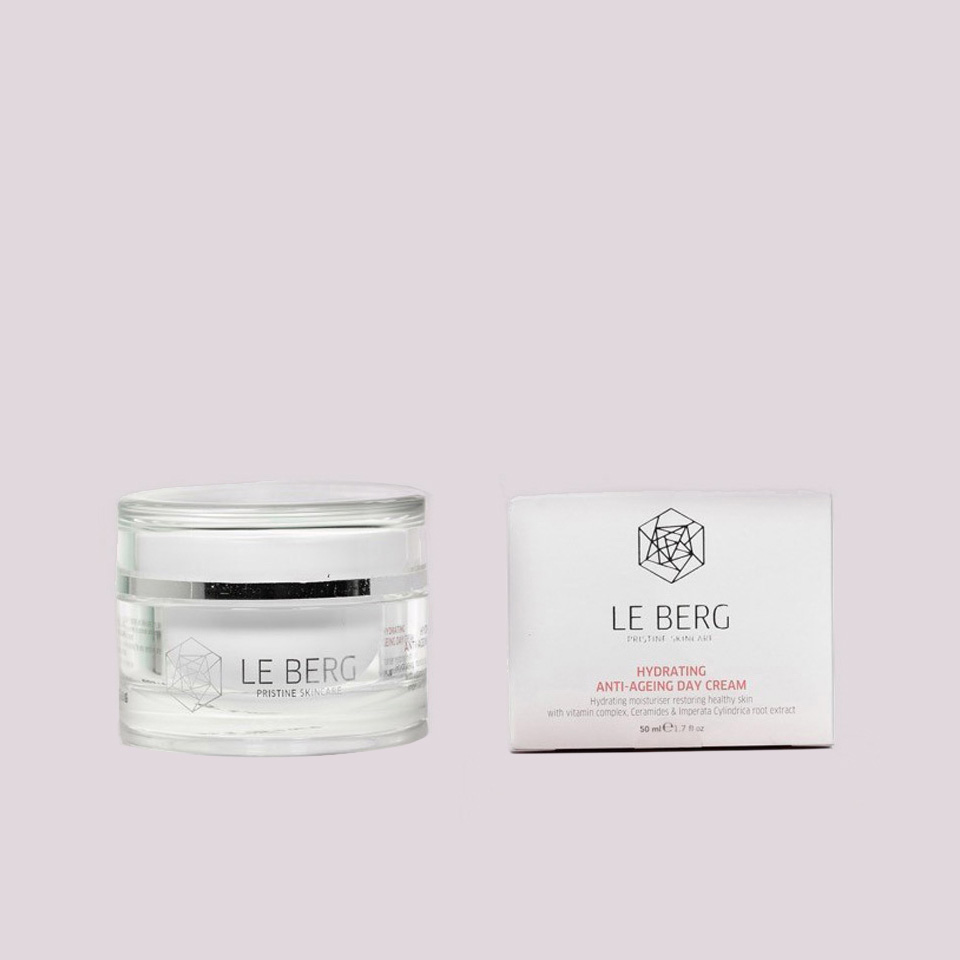 LE BERG
PRISTINE SKINCARE
LE BERG
PRISTINE SKINCARE
HYDRATING
ANTI-AGEING DAY CREAM
Hydrating moisturiser restoring healthy skin
with vitamin complex, Ceramides & Imperata Cylindrica root extract
50 ml ℮ 1.7 fl oz